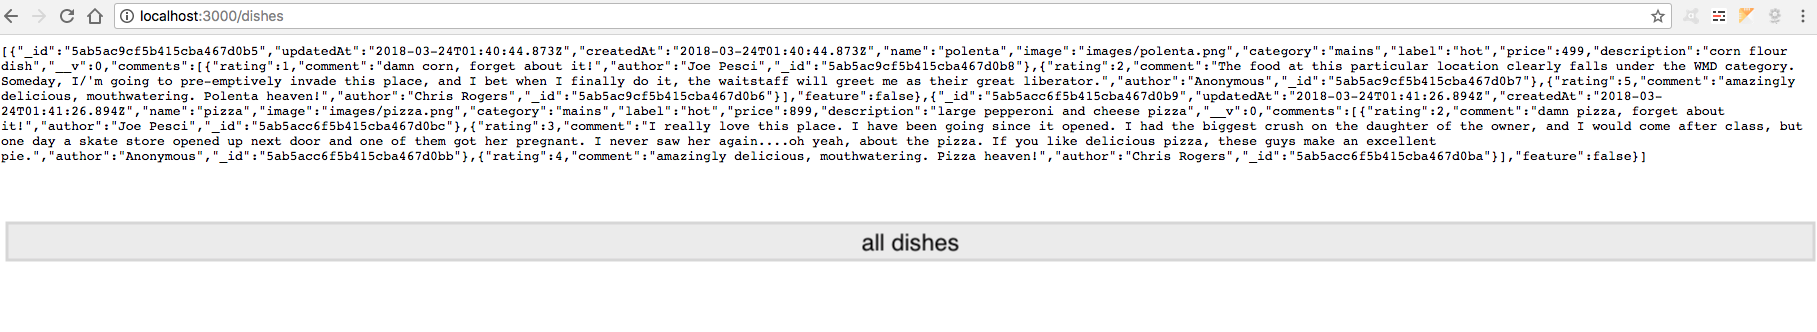 localhost:3000/dishes
[{"_id":"5ab5ac9cf5b415cba467d0b5","updatedAt":"2018-03-24T01:40:44.873Z","createdAt":"2018-03-24T01:40:44.873Z","name":"polenta","image":"images/polenta.png","category":"mains","label":"hot","price":499,"description":"corn flour
dish","__v":0,"comments":[{"rating":1,"comment":"damn corn, forget about it!","author":"Joe Pesci","_id":"5ab5ac9cf5b415cba467d0b8"},{"rating":2,"comment":"The food at this particular location clearly falls under the WMD category.
Someday, I/'m going to pre-emptively invade this place, and I bet when I finally do it, the waitstaff will greet me as their great liberator.","author":"Anonymous","_id":"5ab5ac9cf5b415cba467d0b7"},{"rating":5,"comment":"amazingly
delicious, mouthwatering. Polenta heaven!","author":"Chris Rogers","_id":"5ab5ac9cf5b415cba467d0b6"}],"feature":false},{"_id":"5ab5acc6f5b415cba467d0b9","updatedAt":"2018-03-24T01:41:26.894Z","createdAt":"2018-03-
24T01:41:26.894Z","name":"pizza","image":"images/pizza.png","category":"mains","label":"hot","price":899,"description":"large pepperoni and cheese pizza","__v":0,"comments":[{"rating":2,"comment":"damn pizza, forget about
it!","author":"Joe Pesci","_id":"5ab5acc6f5b415cba467d0bc"},{"rating":3,"comment":"I really love this place. I have been going since it opened. I had the biggest crush on the daughter of the owner, and I would come after class, but
one day a skate store opened up next door and one of them got her pregnant. I never saw her again....oh yeah, about the pizza. If you like delicious pizza, these guys make an excellent
pie.","author":"Anonymous","_id":"5ab5acc6f5b415cba467d0bb"},{"rating":4,"comment":"amazingly delicious, mouthwatering. Pizza heaven!","author":"Chris Rogers","_id":"5ab5acc6f5b415cba467d0ba"}],"feature":false}]
all dishes